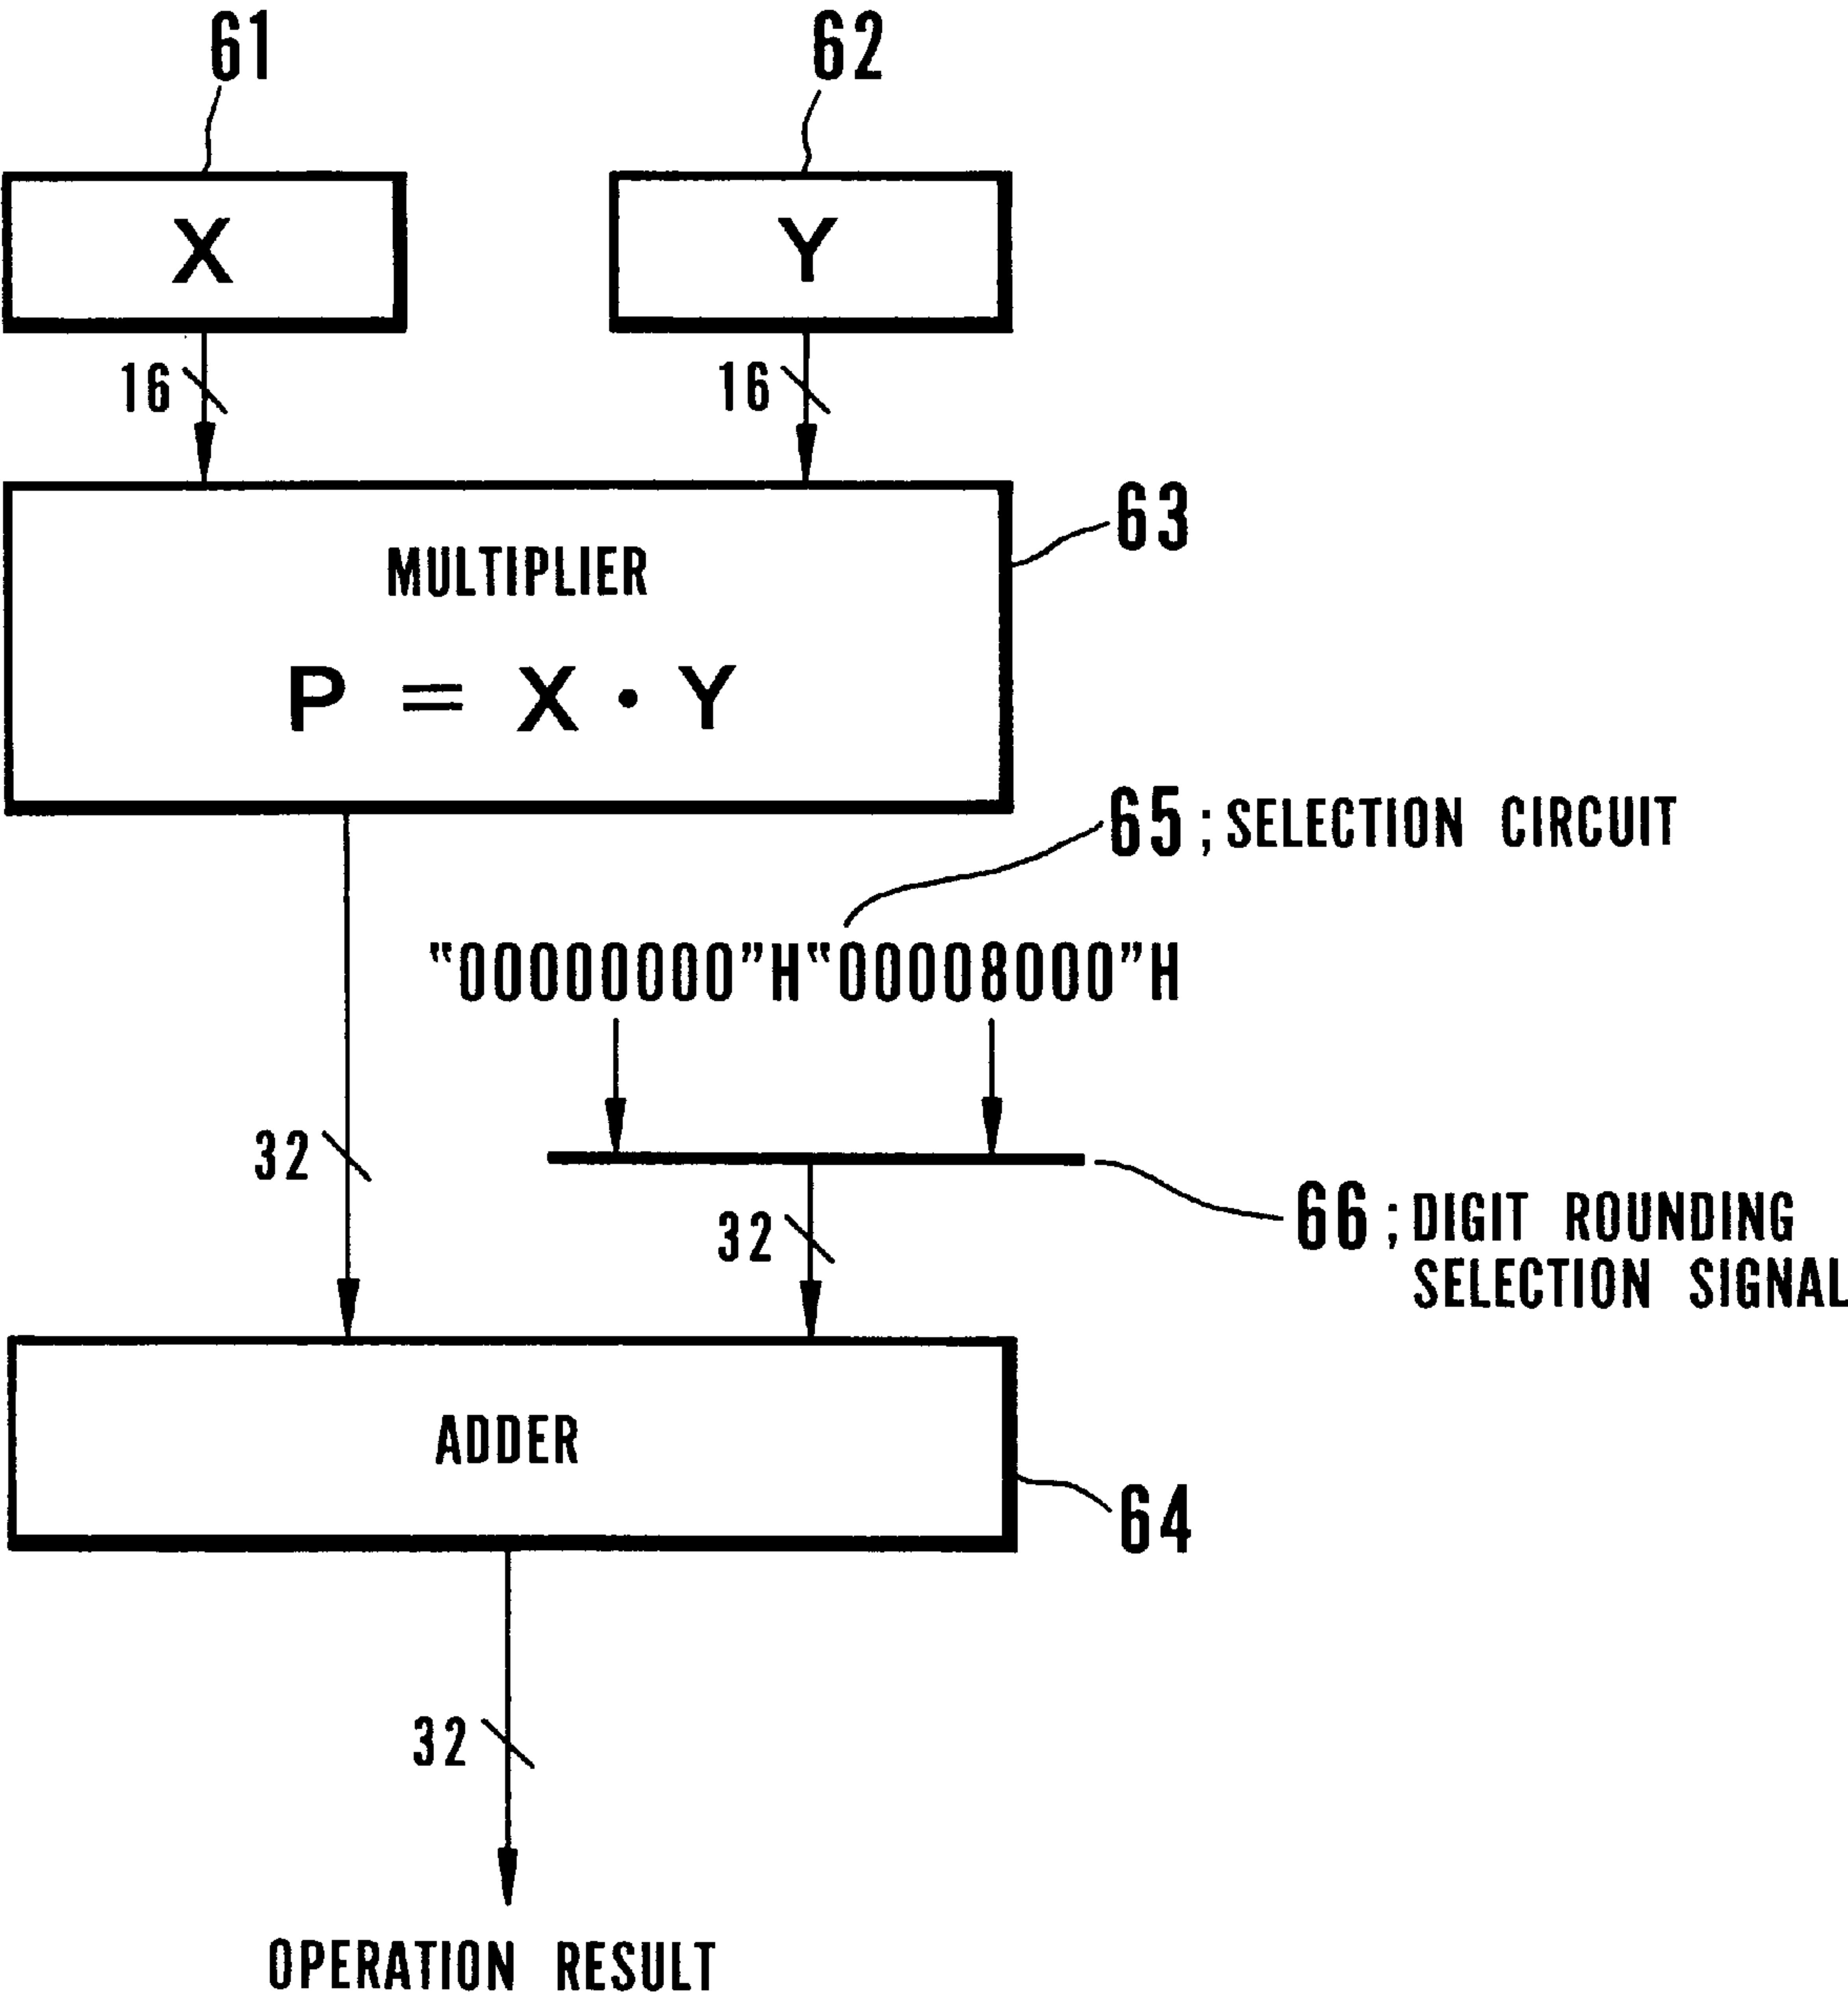 61
62
X
Y
16
16
63
MULTIPLIER
P = X · Y
65 ; SELECTION CIRCUIT
"00000000"H"00008000"H
32
32
66 ; DIGIT ROUNDING
SELECTION SIGNAL
ADDER
64
32
OPERATION RESULT